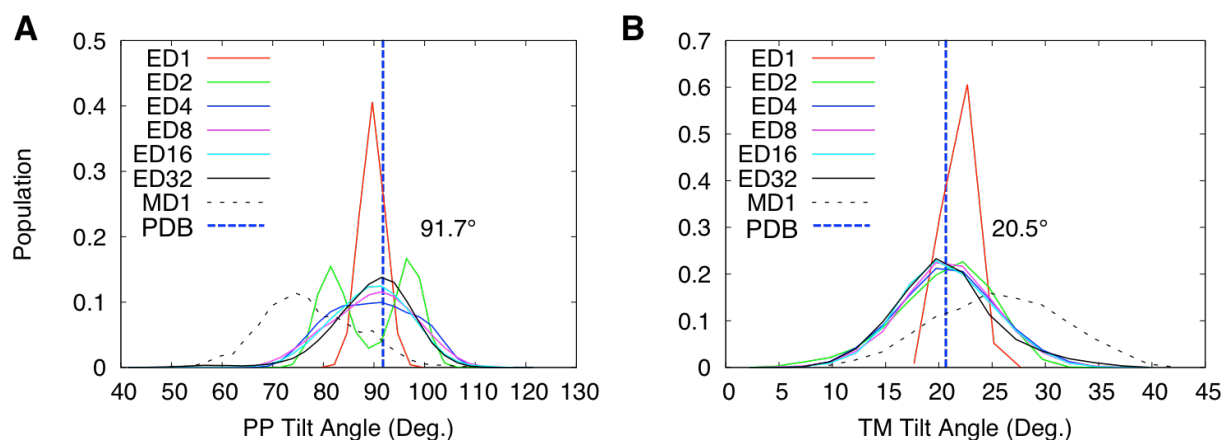 A
0.5
0.4
0.3
0.2
0.1
0
ED1
ED2
ED4
ED8
ED16
ED32
MD1
PDB
91.7°
40 50 60 70 80 90 100 110 120 130
PP Tilt Angle (Deg.)
Population
B
0.7
0.6
0.5
0.4
0.3
0.2
0.1
0
ED1
ED2
ED4
ED8
ED16
ED32
MD1
PDB
20.5°
0 5 10 15 20 25 30 35 40 45
TM Tilt Angle (Deg.)